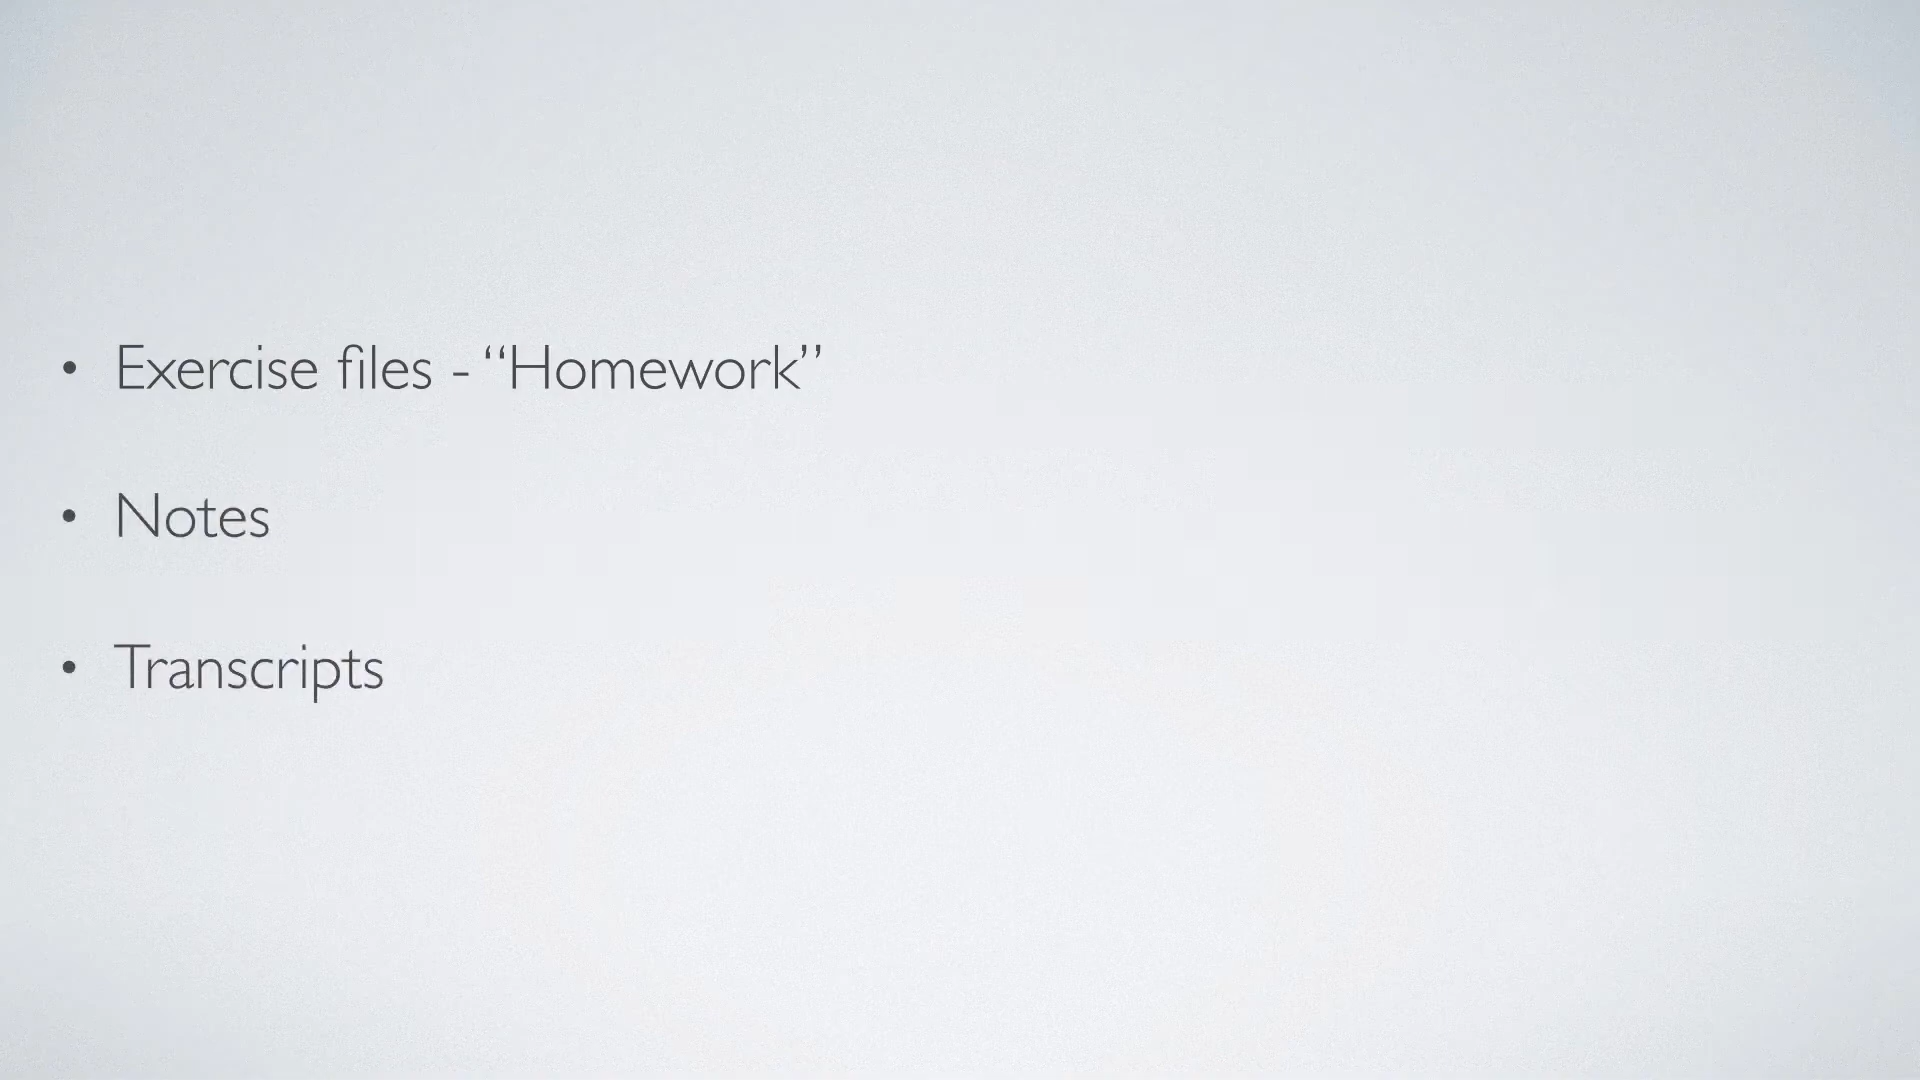 • Exercise files - “Homework”
• Notes
• Transcripts